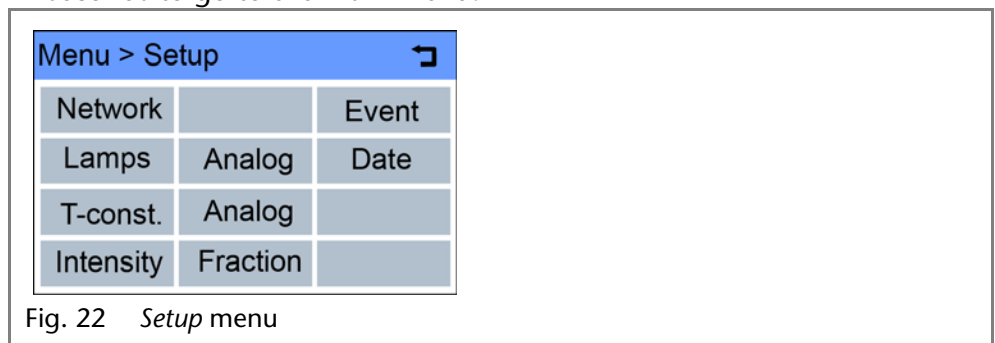 Menu > Setup
Network Event
Lamps Analog Date
T-const. Analog
Intensity Fraction
Fig. 22 Setup menu